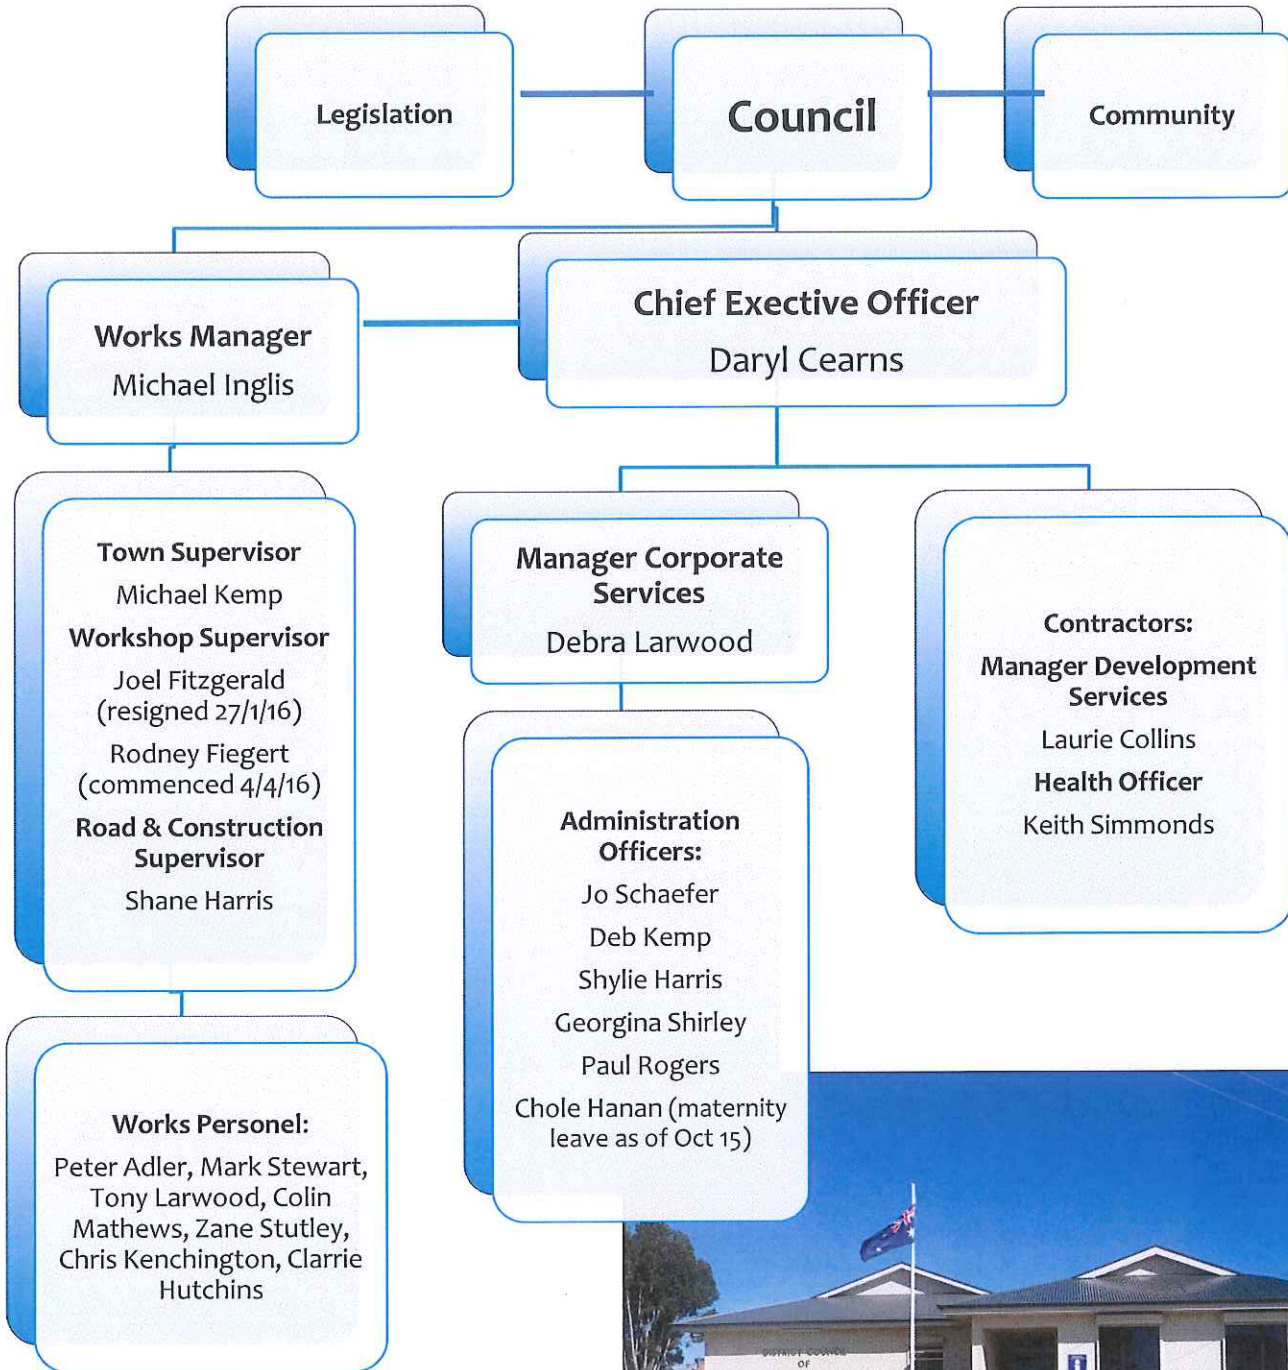 Legislation
Council
Community
Works Manager
Michael Inglis
Chief Exective Officer
Daryl Cearns
Town Supervisor
Michael Kemp
Workshop Supervisor
Joel Fitzgerald
(resigned 27/1/16)
Rodney Fiegert
(commenced 4/4/16)
Road & Construction
Supervisor
Shane Harris
Works Personel:
Peter Adler, Mark Stewart,
Tony Larwood, Colin
Mathews, Zane Stutley,
Chris Kenchington, Clarrie
Hutchins
Manager Corporate
Services
Debra Larwood
Administration
Officers:
Jo Schaefer
Deb Kemp
Shylie Harris
Georgina Shirley
Paul Rogers
Chole Hanan (maternity
leave as of Oct 15)
Contractors:
Manager Development
Services
Laurie Collins
Health Officer
Keith Simmonds
DISTRICT COUNCIL
OF